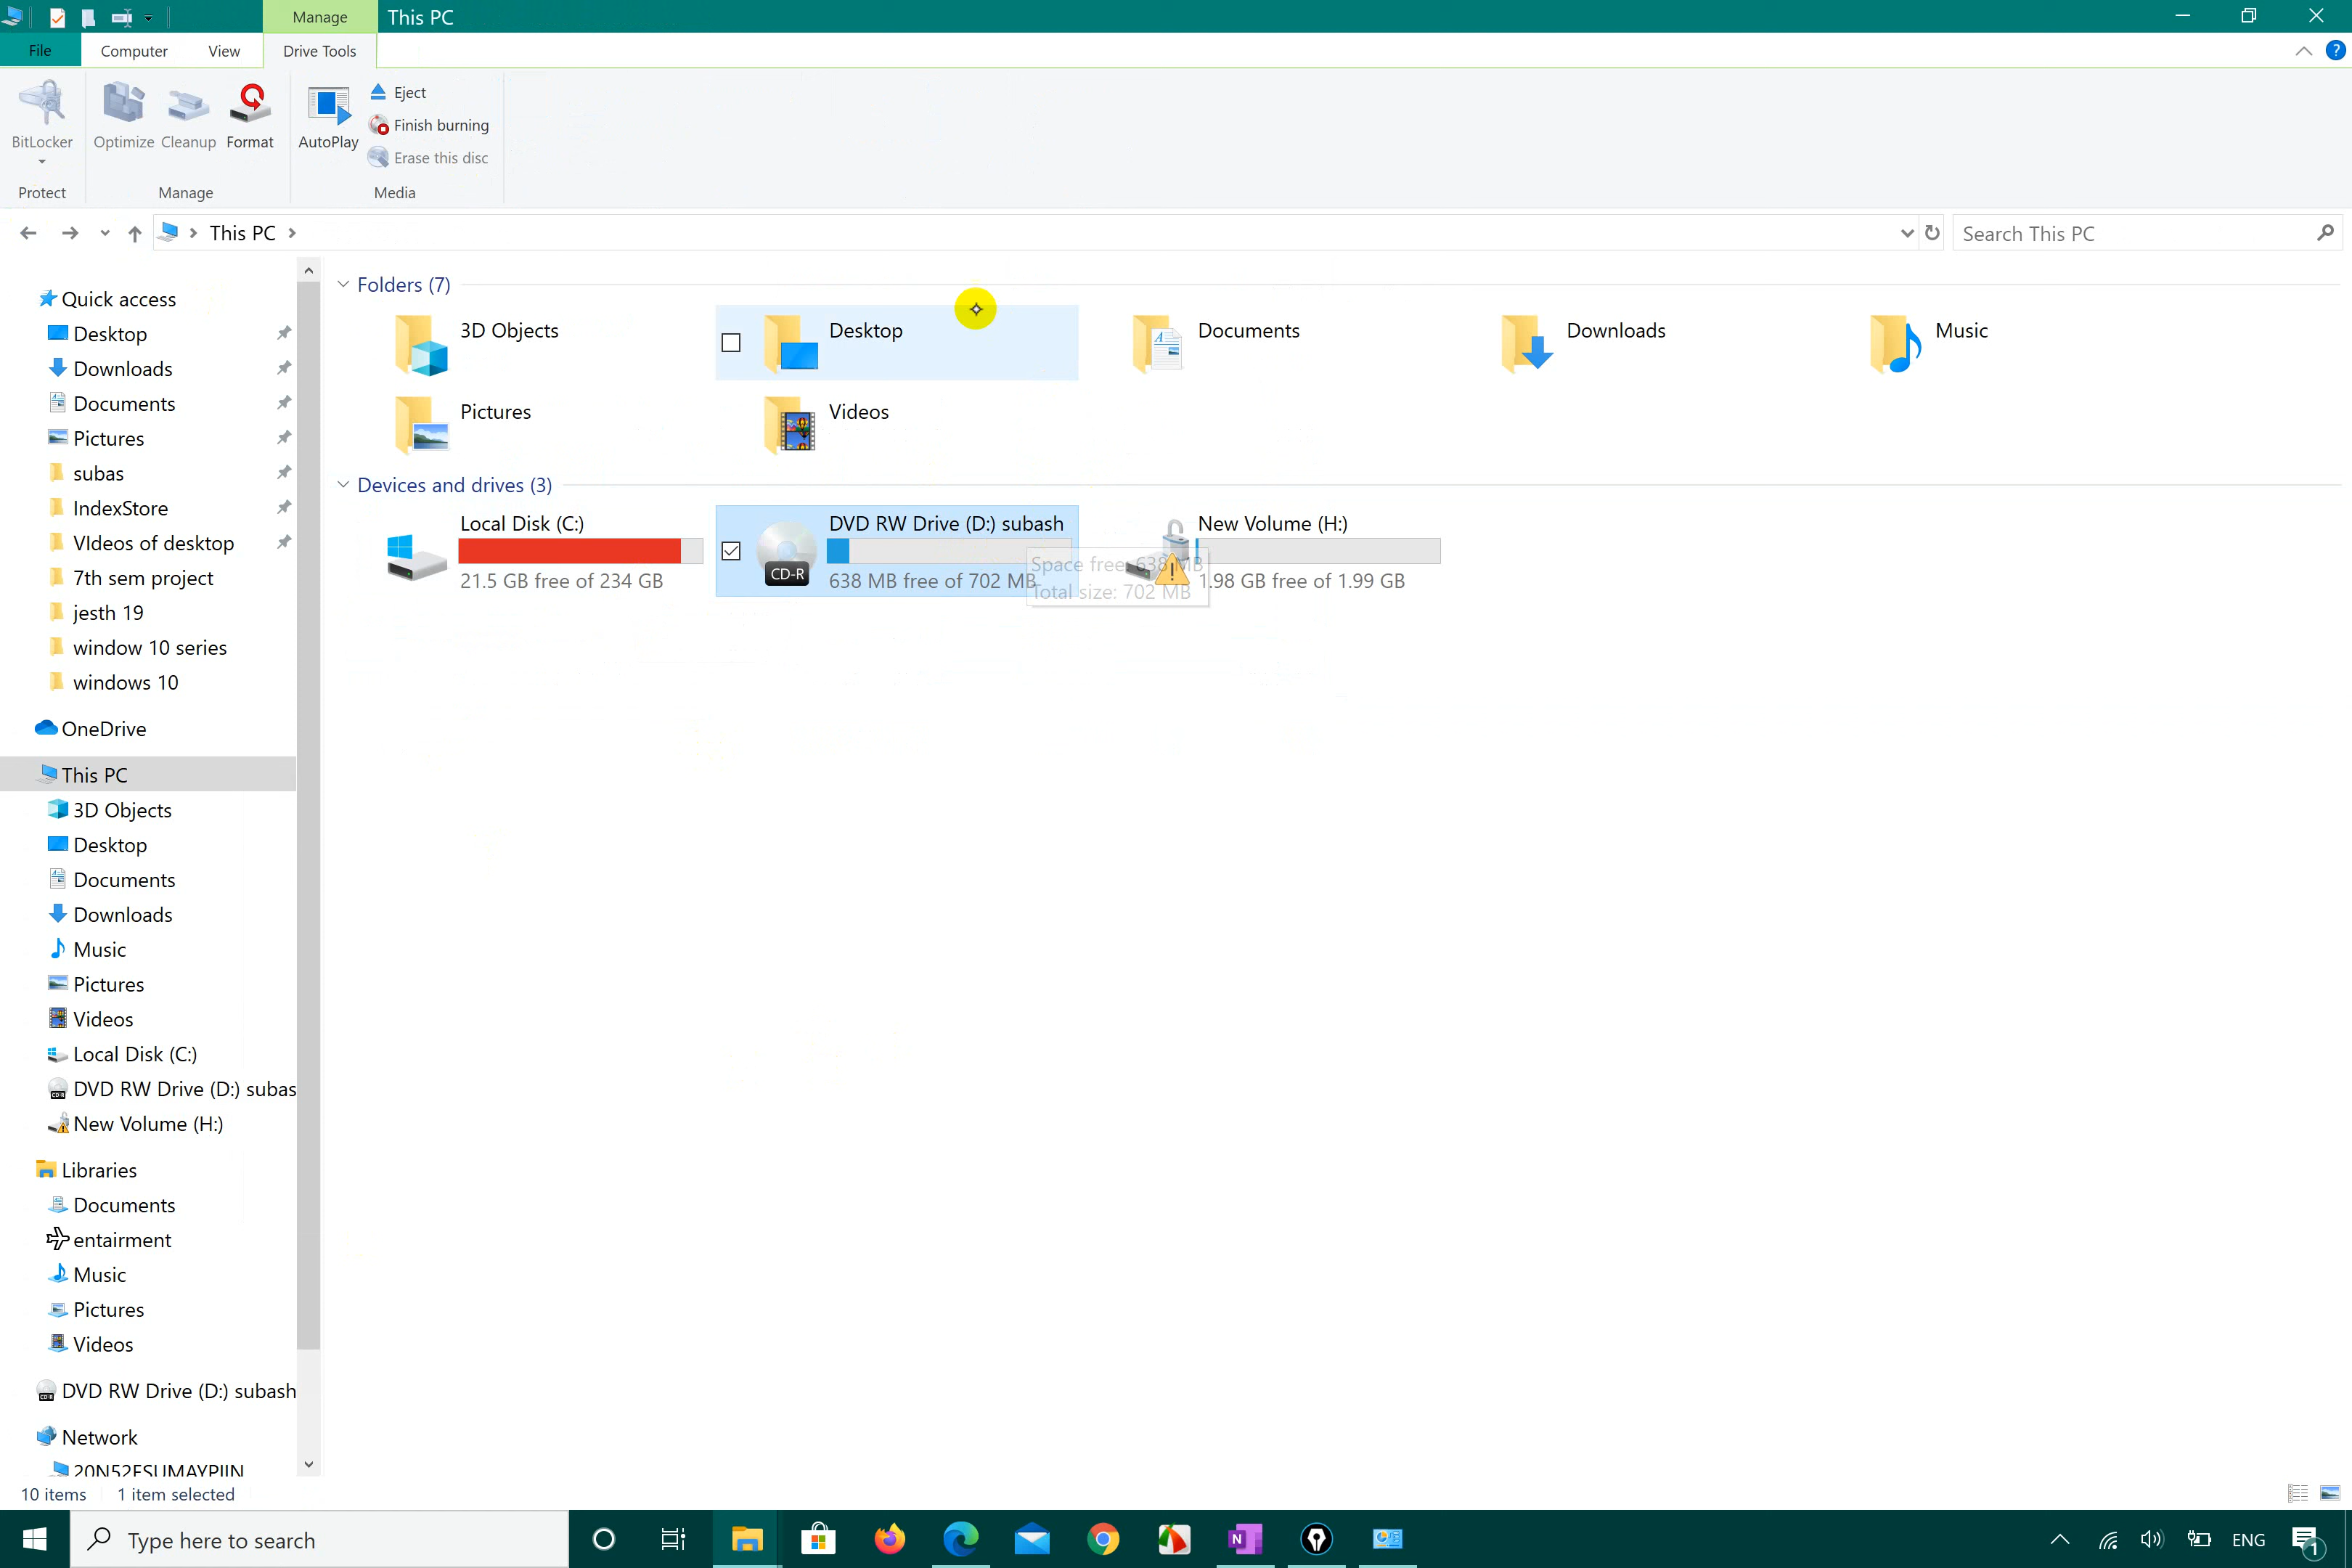 Manage
This PC
File
Computer
View
Drive Tools
BitLocker
Optimize
Cleanup
Format
AutoPlay
Eject
Finish burning
Erase this disc
Protect
Manage
Media
This PC
Search This PC
Quick access
Desktop
Downloads
Documents
Pictures
subas
IndexStore
VIdeos of desktop
7th sem project
jesth 19
window 10 series
windows 10
OneDrive
This PC
3D Objects
Desktop
Documents
Downloads
Music
Pictures
Videos
Local Disk (C:)
DVD RW Drive (D:) subas
New Volume (H:)
Libraries
Documents
entairment
Music
Pictures
Videos
DVD RW Drive (D:) subash
Network
Folders (7)
3D Objects
Desktop
Documents
Downloads
Music
Pictures
Videos
Devices and drives (3)
Local Disk (C:)
21.5 GB free of 234 GB
CD-R
DVD RW Drive (D:) subash
638 MB free of 702 MB
Space free: 638 MB
Total size: 702 MB
New Volume (H:)
1.98 GB free of 1.99 GB
10 items
1 item selected
Type here to search
N
ENG
1